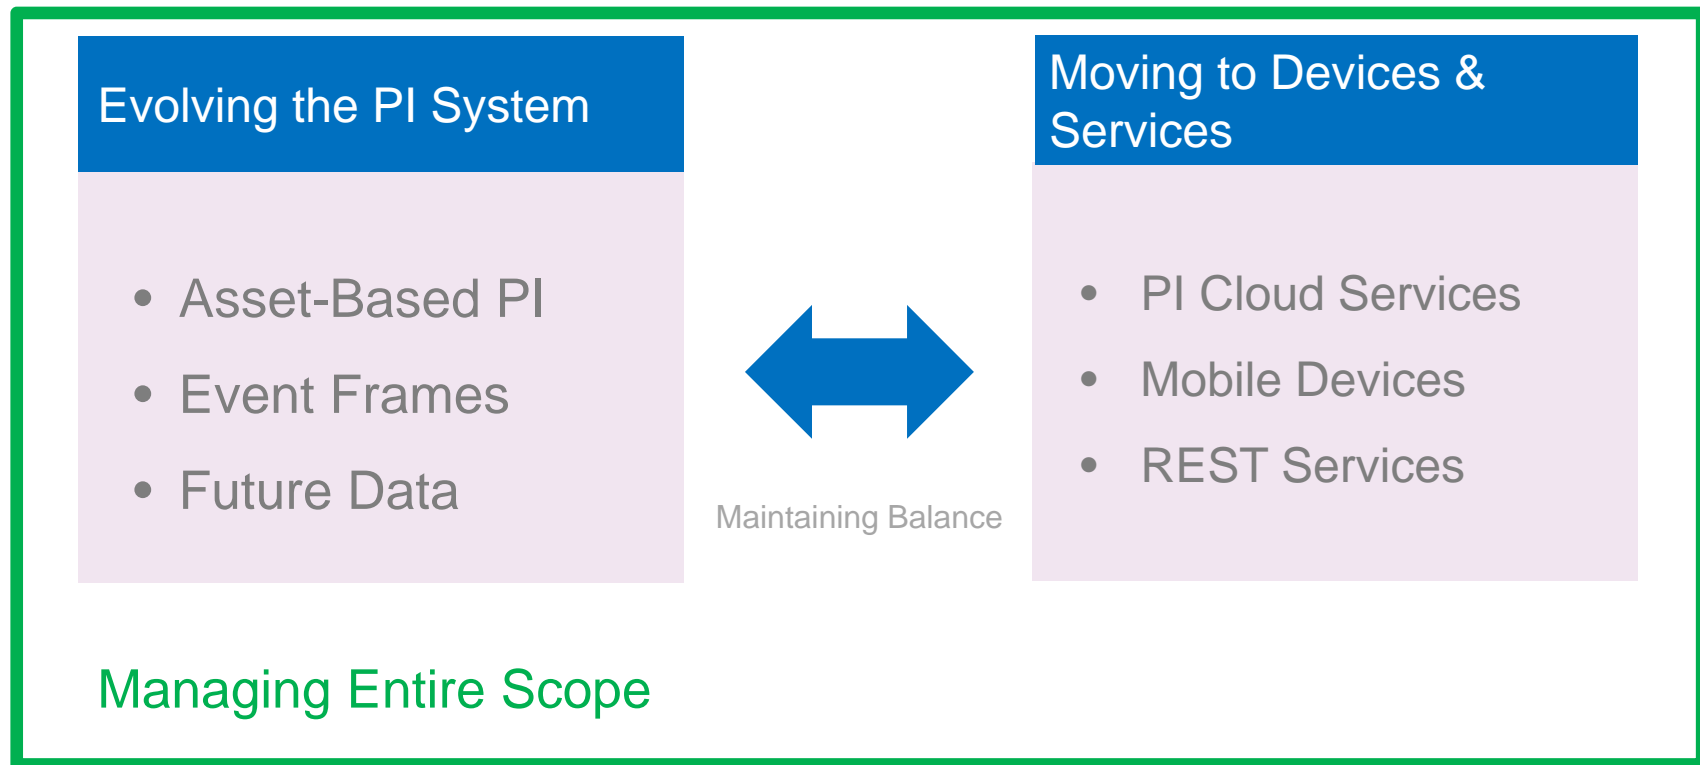 Evolving the PI System
• Asset-Based PI
• Event Frames
• Future Data
Maintaining Balance
Moving to Devices &
Services
• PI Cloud Services
• Mobile Devices
• REST Services
Managing Entire Scope